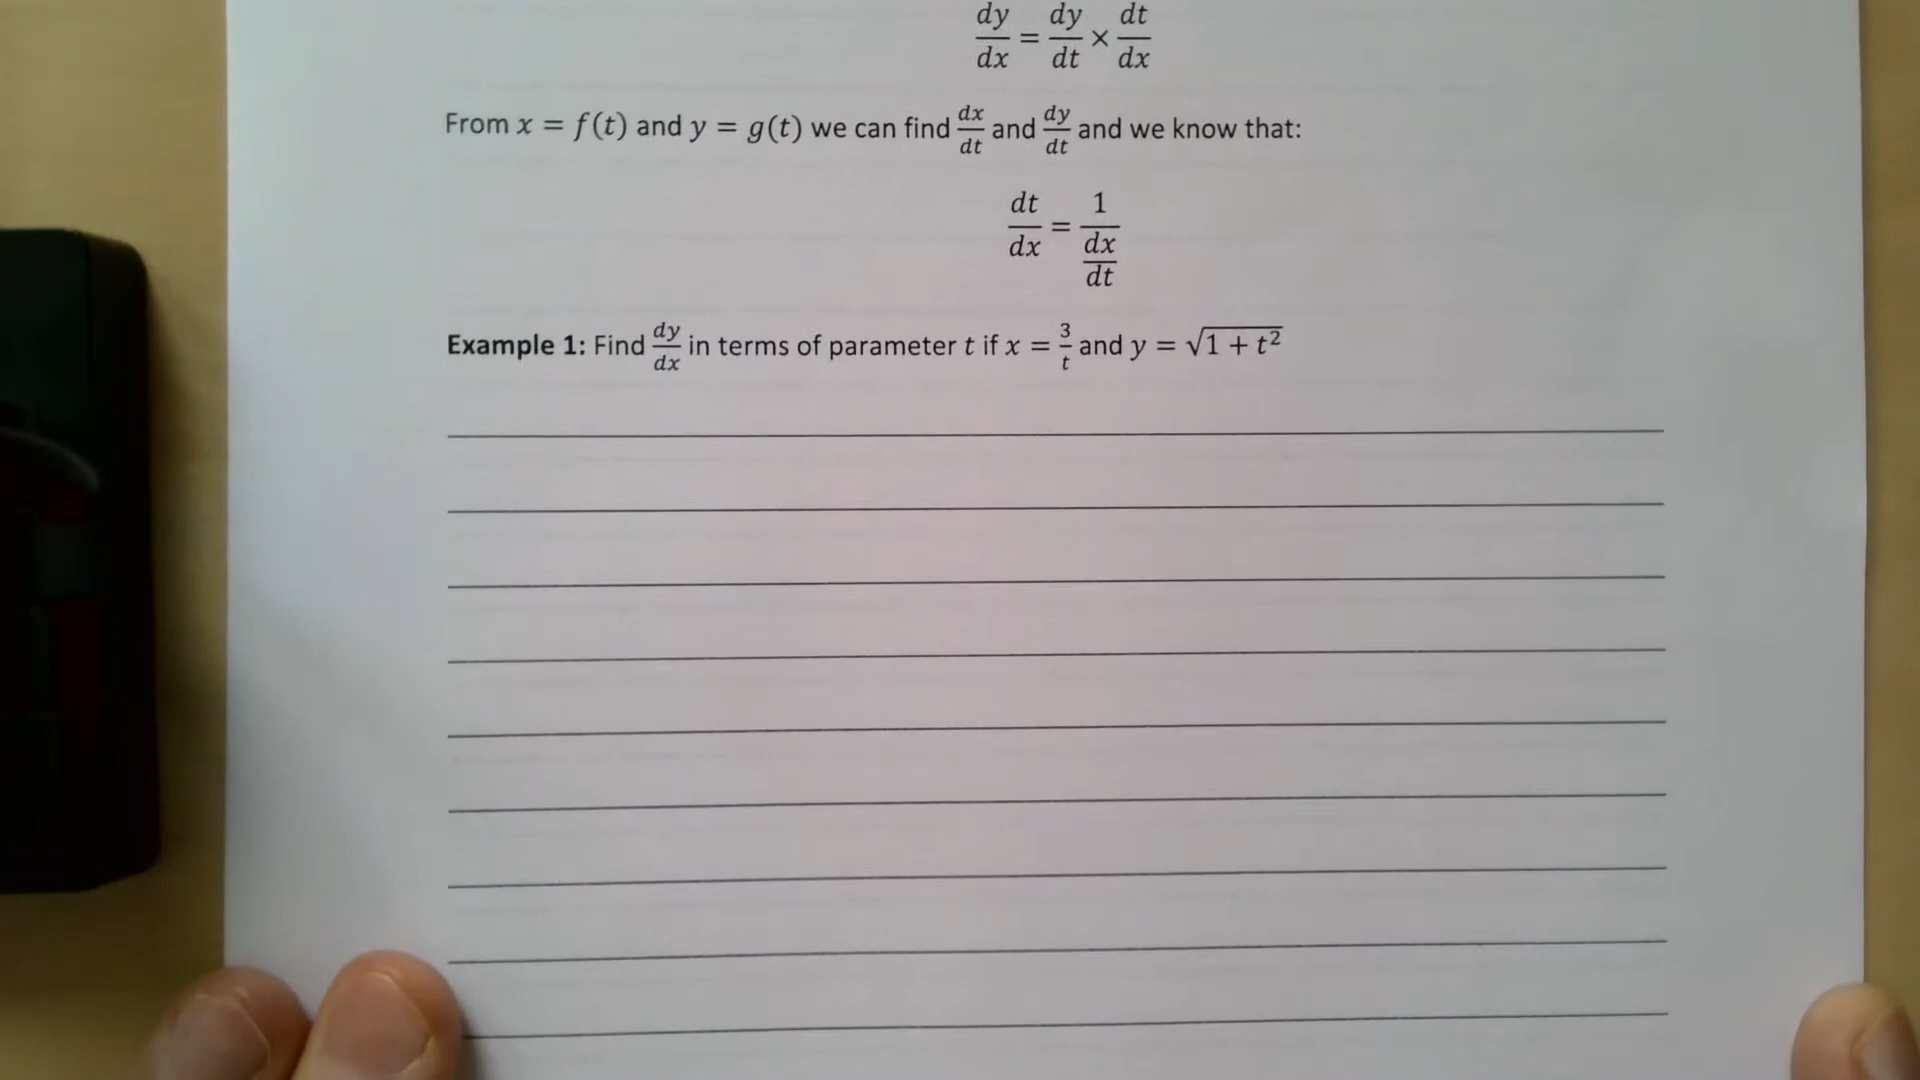 dy/dx = dy/dt × dt/dx
From x = f(t) and y = g(t) we can find dx/dt and dy/dt and we know that:
dt/dx = 1/(dx/dt)
Example 1: Find dy/dx in terms of parameter t if x = 3/t and y = √(1 + t²)